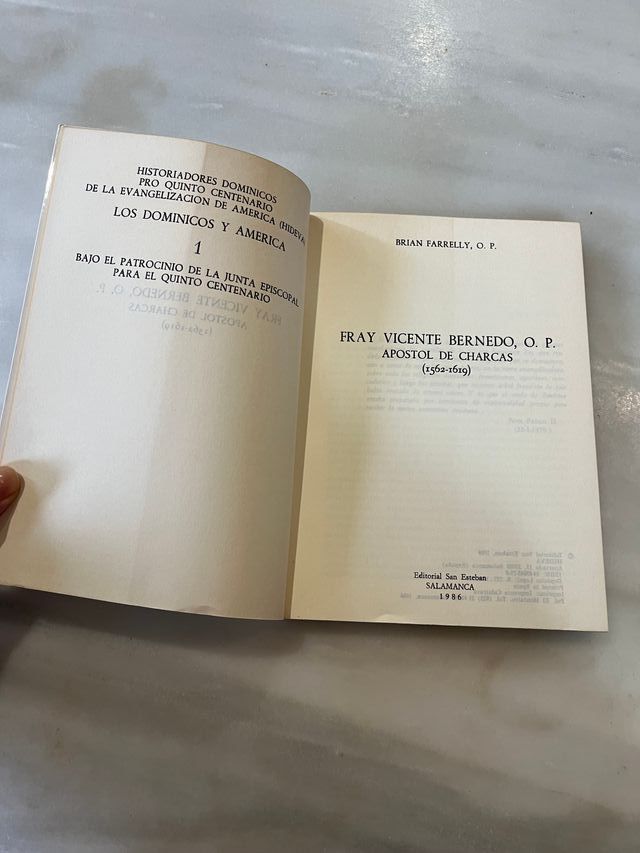 HISTORIADORES DOMINICOS
PRO QUINTO CENTENARIO
DE LA EVANGELIZACION DE AMERICA (HIDEVA)
LOS DOMINICOS Y AMERICA
1
BAJO EL PATROCINIO DE LA JUNTA EPISCOPAL
PARA EL QUINTO CENTENARIO
BRIAN FARRELLY, O. P.
FRAY VICENTE BERNEDO, O. P.
APOSTOL DE CHARCAS
(1562-1619)
Editorial San Esteban
SALAMANCA
1986